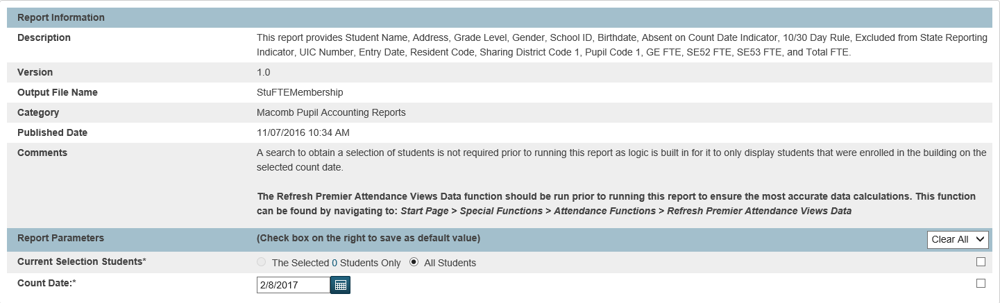 Report Information
Description This report provides Student Name, Address, Grade Level, Gender, School ID, Birthdate, Absent on Count Date Indicator, 10/30 Day Rule, Excluded from State Reporting
Indicator, UIC Number, Entry Date, Resident Code, Sharing District Code 1, Pupil Code 1, GE FTE, SE52 FTE, SE53 FTE, and Total FTE.
Version 1.0
Output File Name StuFTEMembership
Category Macomb Pupil Accounting Reports
Published Date 11/07/2016 10:34 AM
Comments A search to obtain a selection of students is not required prior to running this report as logic is built in for it to only display students that were enrolled in the building on the
selected count date.
The Refresh Premier Attendance Views Data function should be run prior to running this report to ensure the most accurate data calculations. This function
can be found by navigating to: Start Page > Special Functions > Attendance Functions > Refresh Premier Attendance Views Data
Report Parameters (Check box on the right to save as default value) Clear All
Current Selection Students* The Selected 0 Students Only All Students
Count Date:* 2/8/2017